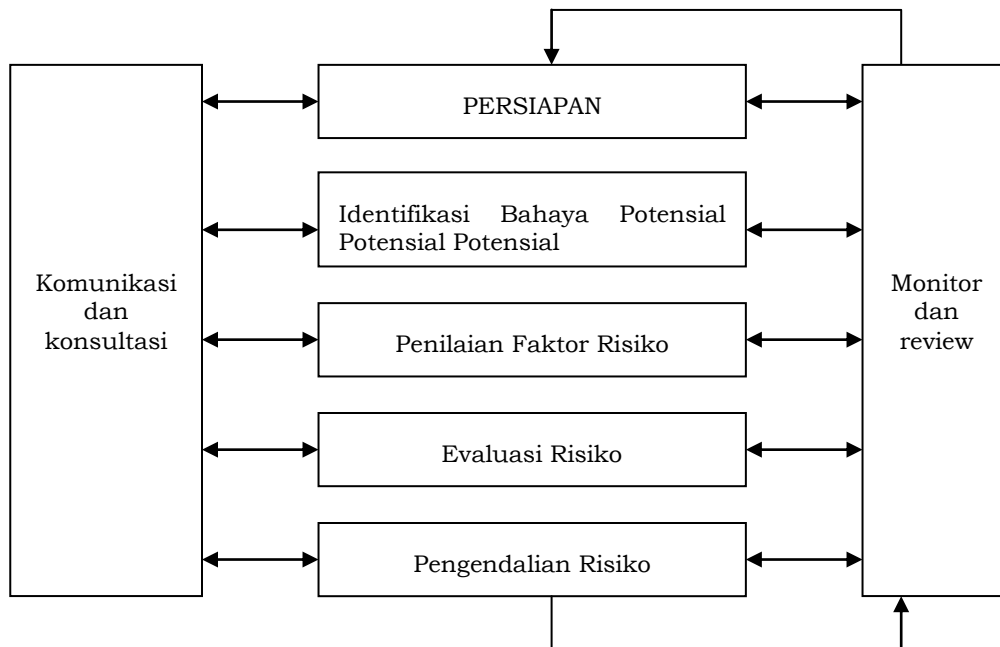 PERSIAPAN
Identifikasi Bahaya Potensial
Potensial Potensial
Komunikasi
dan
konsultasi
Penilaian Faktor Risiko
Monitor
dan
review
Evaluasi Risiko
Pengendalian Risiko